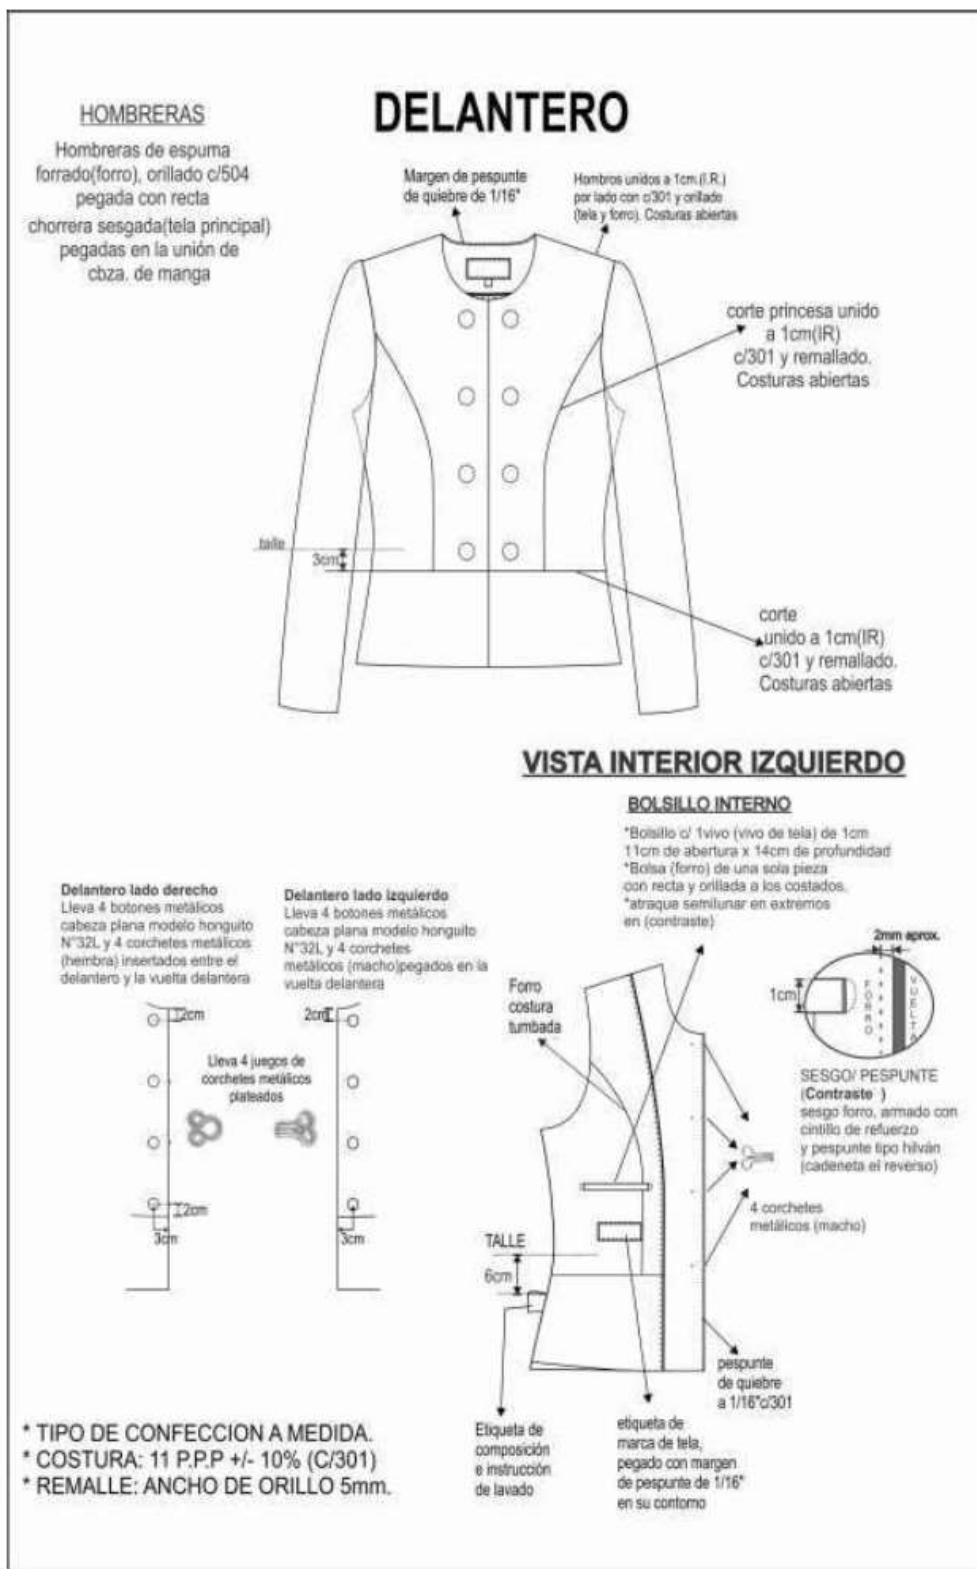 HOMBRERAS
Hombreras de espuma
forrado(forro), orillado c/504
pegada con recta
chorrera sesgada(tela principal)
pegadas en la unión de
cbza. de manga
DELANTERO
Margen de pespunte
de quiebre de 1/16"
Hombros unidos a 1cm.(I.R.)
por lado con c/301 y orillado
(tela y forro). Costuras abiertas
corte princesa unido
a 1cm(IR)
c/301 y remallado.
Costuras abiertas
talle
3cm
corte
unido a 1cm(IR)
c/301 y remallado.
Costuras abiertas
VISTA INTERIOR IZQUIERDO
BOLSILLO INTERNO
*Bolsillo c/ 1vivo (vivo de tela) de 1cm
11cm de abertura x 14cm de profundidad
*Bolsa (forro) de una sola pieza
con recta y orillada a los costados.
*atraque semilunar en extremos
en (contraste)
Delantero lado derecho
Lleva 4 botones metálicos
cabeza plana modelo honguito
N°32L y 4 corchetes metálicos
(hembra) insertados entre el
delantero y la vuelta delantera
Delantero lado izquierdo
Lleva 4 botones metálicos
cabeza plana modelo honguito
N°32L y 4 corchetes
metálicos (macho)pegados en la
vuelta delantera
2cm
2cm
Lleva 4 juegos de
corchetes metálicos
plateados
2cm
3cm
3cm
Forro
costura
tumbada
2mm aprox.
1cm
FORRO
VUELTA
SESGO/ PESPUNTE
(Contraste )
sesgo forro, armado con
cintillo de refuerzo
y pespunte tipo hilván
(cadeneta el reverso)
4 corchetes
metálicos (macho)
TALLE
6cm
pespunte
de quiebre
a 1/16"c/301
Etiqueta de
composición
e instrucción
de lavado
etiqueta de
marca de tela,
pegado con margen
de pespunte de 1/16"
en su contorno
* TIPO DE CONFECCION A MEDIDA.
* COSTURA: 11 P.P.P +/- 10% (C/301)
* REMALLE: ANCHO DE ORILLO 5mm.